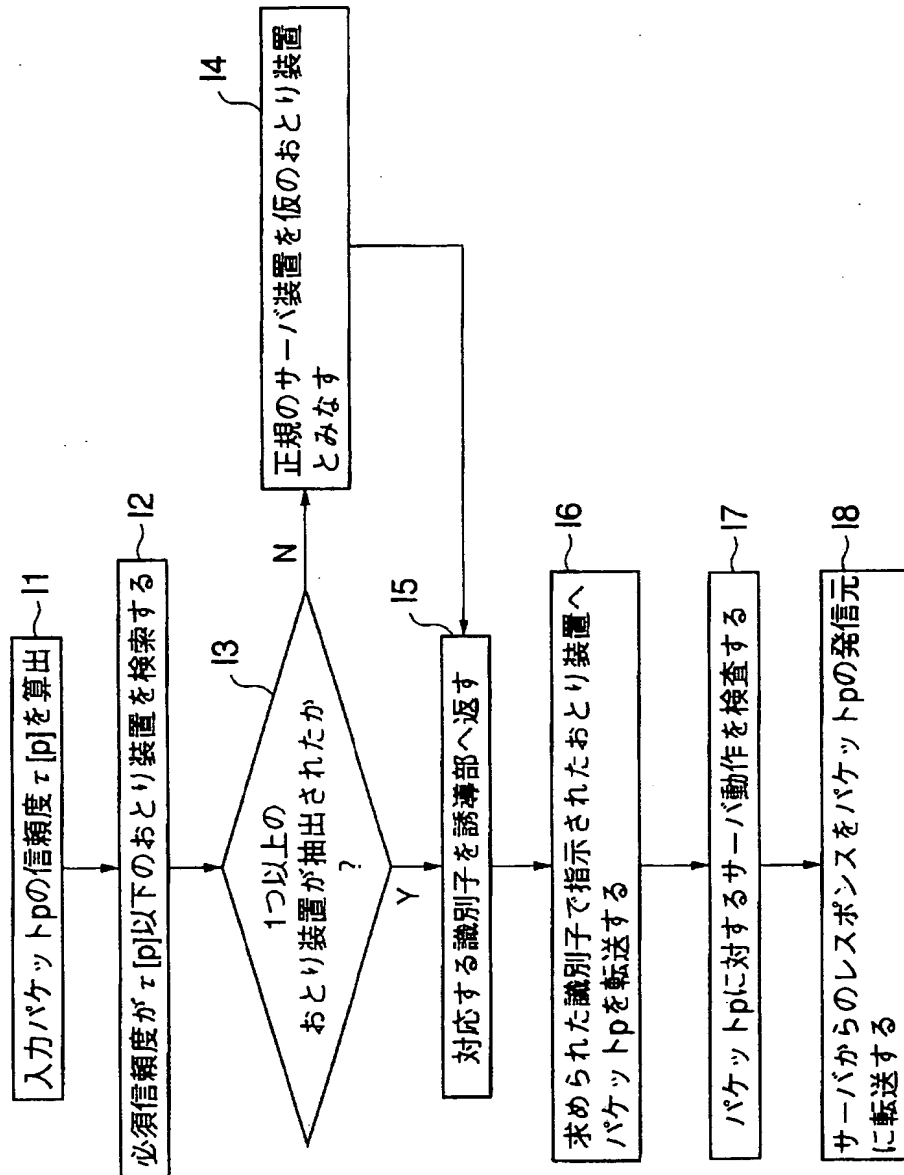 入力パケットpの信頼度τ[p]を算出
I1
必須信頼度がτ[p]以下のおとり装置を検索する
I2
1つ以上の
おとり装置が抽出されたか
?
I3
N
正規のサーバ装置を仮のおとり装置
とみなす
I4
Y
対応する識別子を誘導部へ返す
I5
求められた識別子で指示されたおとり装置へ
パケットpを転送する
I6
パケットpに対するサーバ動作を検査する
I7
サーバからのレスポンスをパケットpの発信元
に転送する
I8